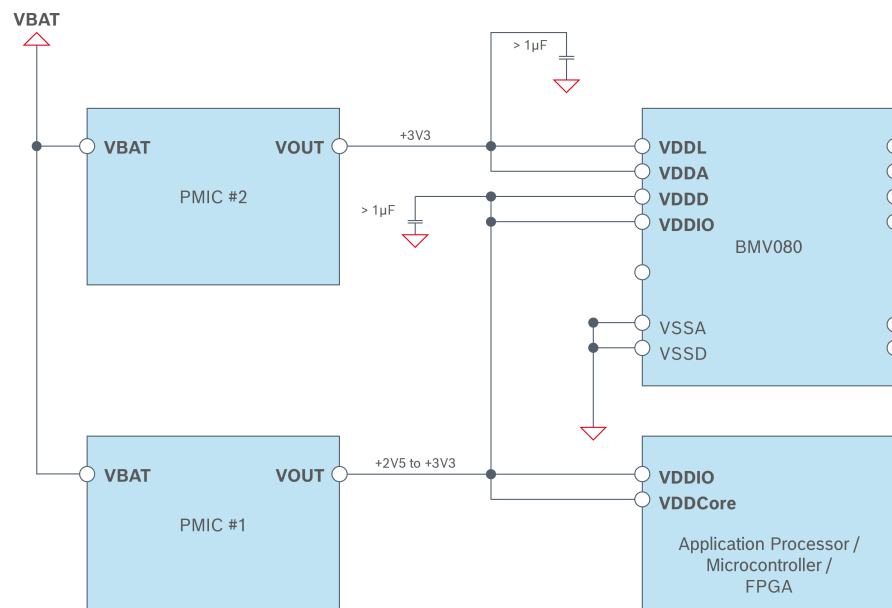 VBAT
> 1µF
+3V3
VBAT
VOUT
VDDL
VDDA
PMIC #2
VDDD
> 1µF
VDDIO
BMV080
VSSA
VSSD
+2V5 to +3V3
VBAT
VOUT
VDDIO
VDDCore
PMIC #1
Application Processor /
Microcontroller /
FPGA